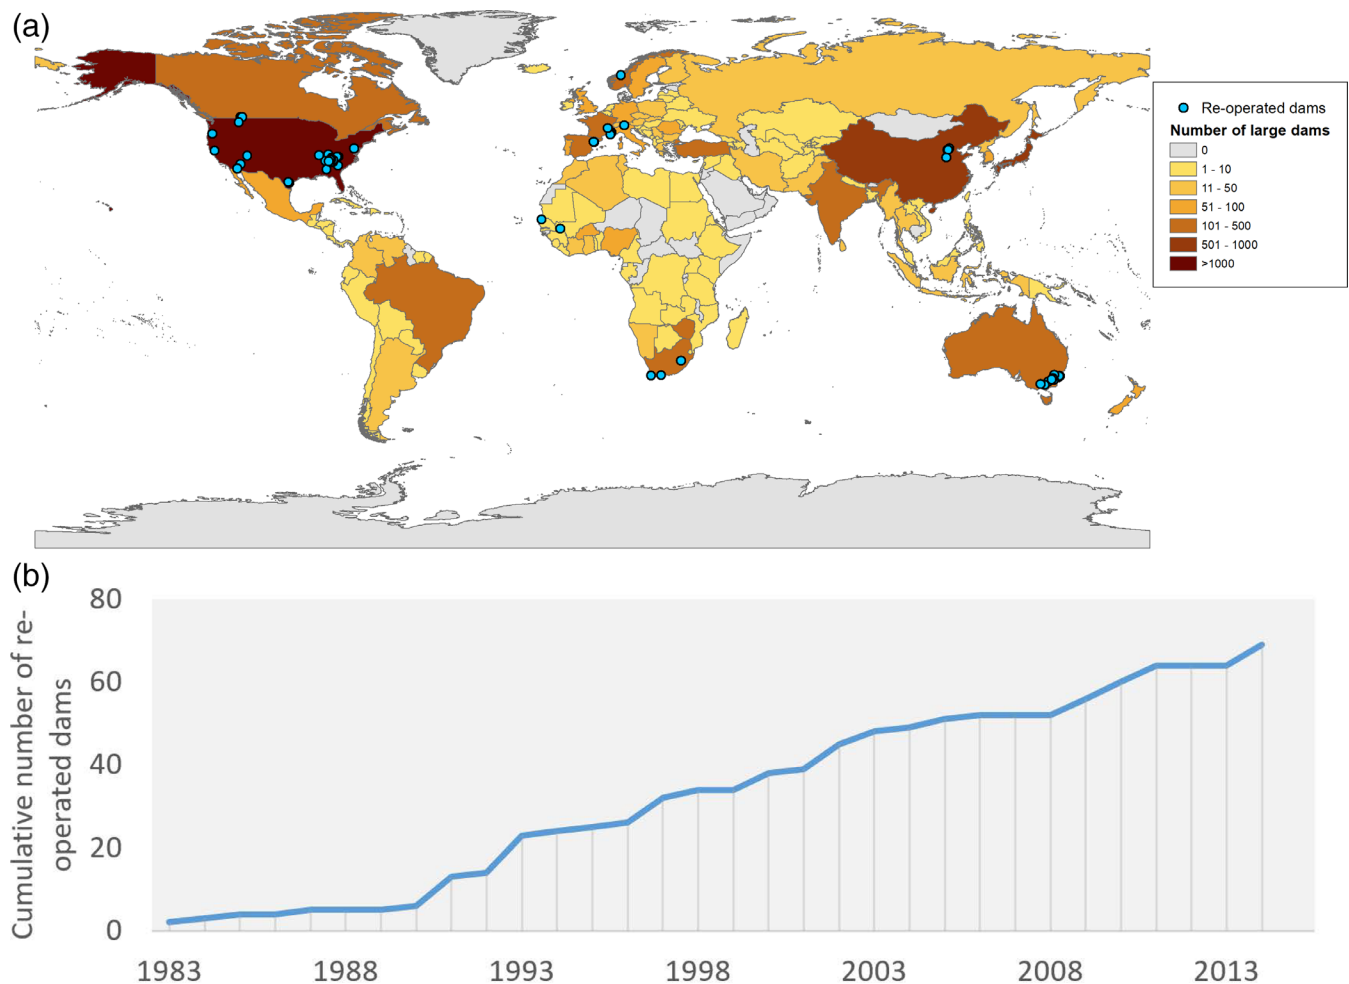 (a)
Re-operated dams
Number of large dams
0
1 - 10
11 - 50
51 - 100
101 - 500
501 - 1000
>1000
(b)
Cumulative number of re-
operated dams
80
60
40
20
0
1983
1988
1993
1998
2003
2008
2013